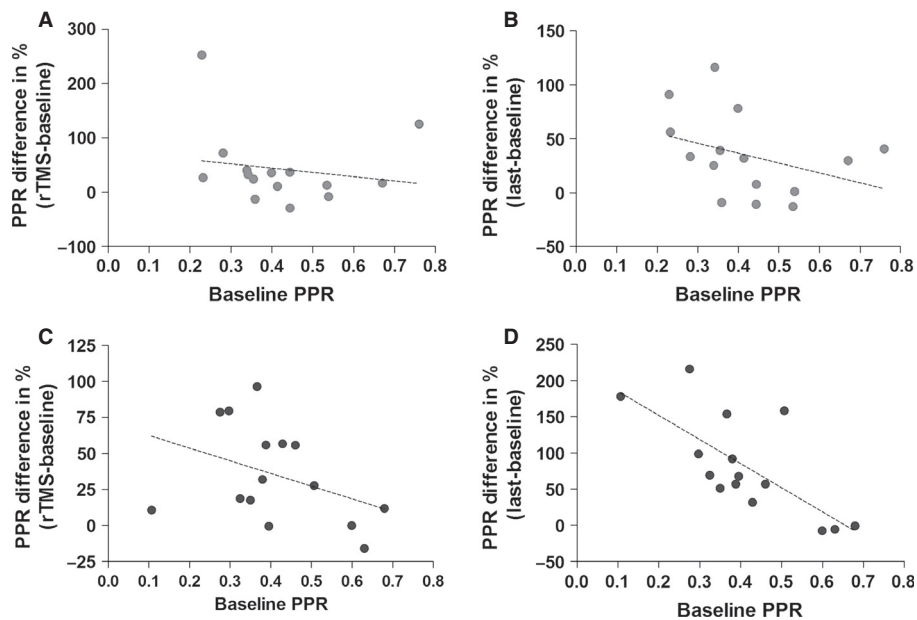 A
PPR difference in %
(rTMS-baseline)
300
200
100
0
−100
0.0 0.1 0.2 0.3 0.4 0.5 0.6 0.7 0.8
Baseline PPR
B
PPR difference in %
(last-baseline)
150
100
50
0
−50
0.0 0.1 0.2 0.3 0.4 0.5 0.6 0.7 0.8
Baseline PPR
C
PPR difference in %
(rTMS-baseline)
125
100
75
50
25
0
−25
0.0 0.1 0.2 0.3 0.4 0.5 0.6 0.7 0.8
Baseline PPR
D
PPR difference in %
(last-baseline)
250
200
150
100
50
0
−50
0.0 0.1 0.2 0.3 0.4 0.5 0.6 0.7 0.8
Baseline PPR